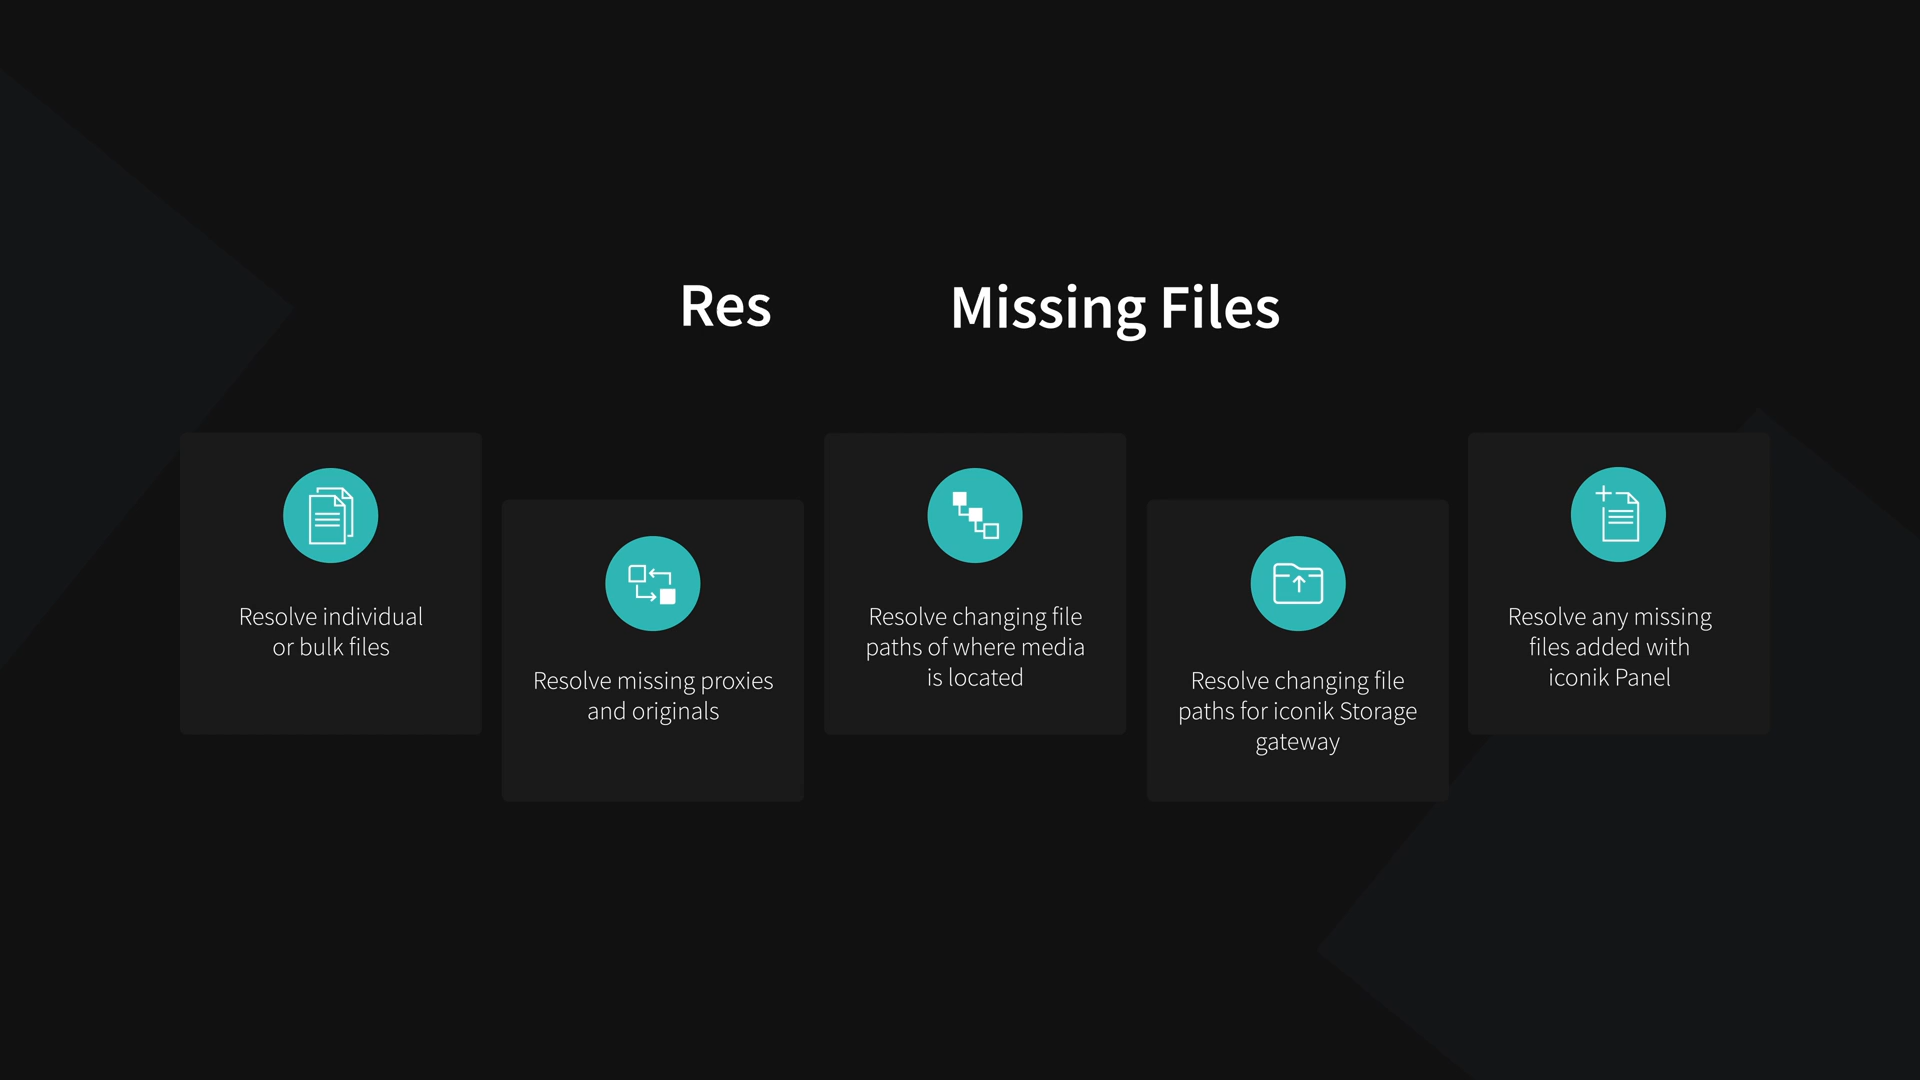 Res Missing Files
Resolve individual
or bulk files
Resolve missing proxies
and originals
Resolve changing file
paths of where media
is located
Resolve changing file
paths for iconik Storage
gateway
Resolve any missing
files added with
iconik Panel